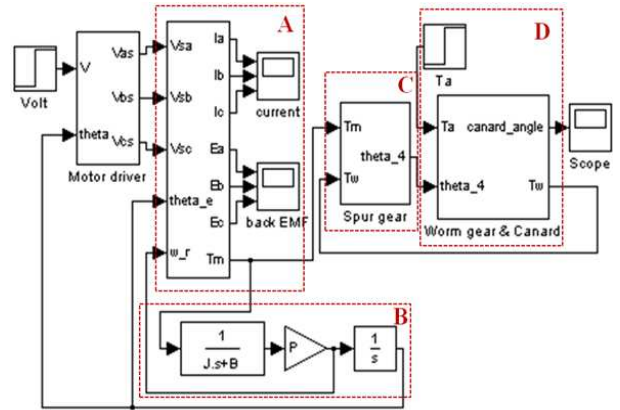 A
D
C
B
Volt
V
theta
Vas
Vbs
Vcs
Motor driver
Vsa
Vsb
Vsc
theta_e
w_r
Ia
Ib
Ic
Ea
Eb
Ec
Tm
current
back EMF
Tm
Tw
theta_4
Spur gear
Ta
Ta
theta_4
canard_angle
Tw
Worm gear & Canard
Scope
1
J.s+B
P
1
s